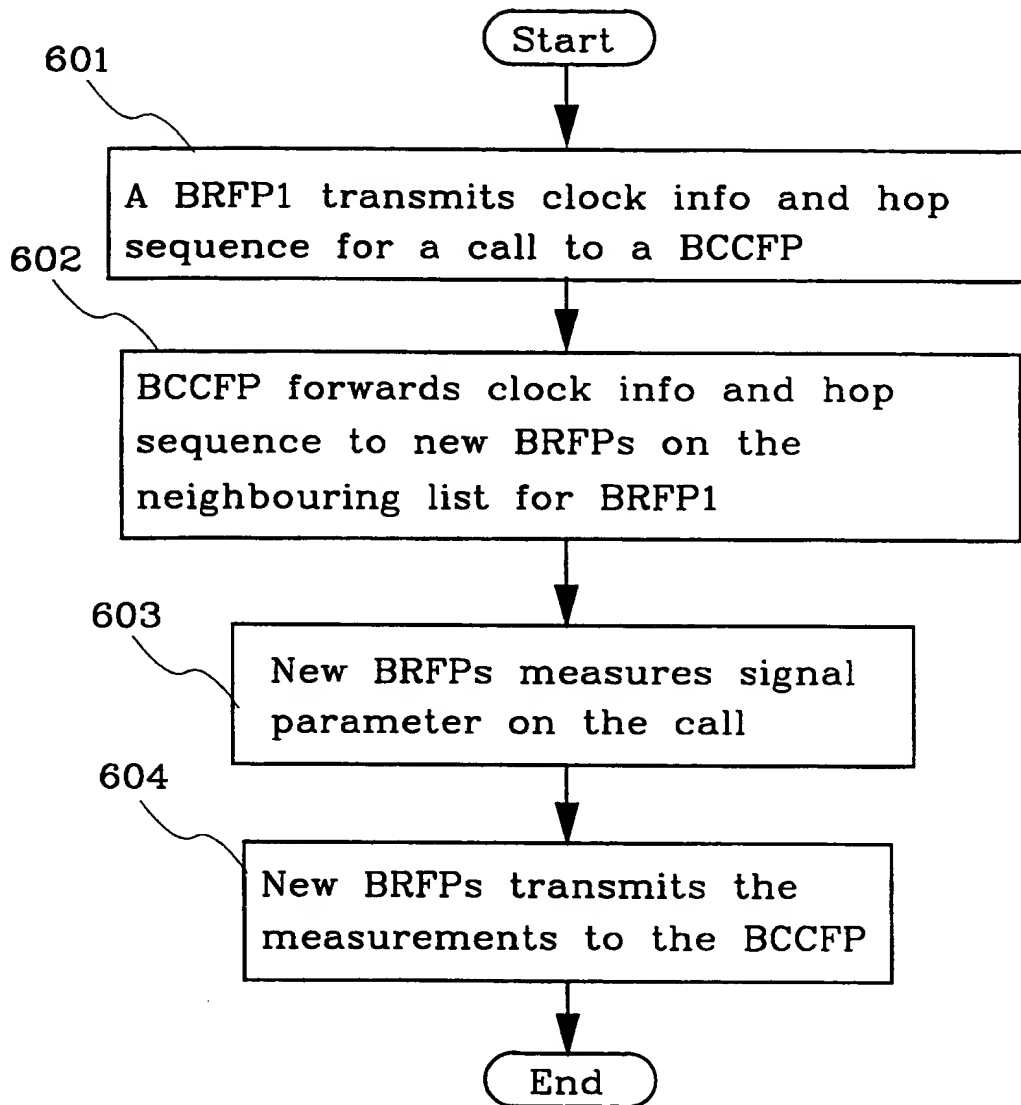 Start
601
A BRFP1 transmits clock info and hop
sequence for a call to a BCCFP
602
BCCFP forwards clock info and hop
sequence to new BRFPs on the
neighbouring list for BRFP1
603
New BRFPs measures signal
parameter on the call
604
New BRFPs transmits the
measurements to the BCCFP
End